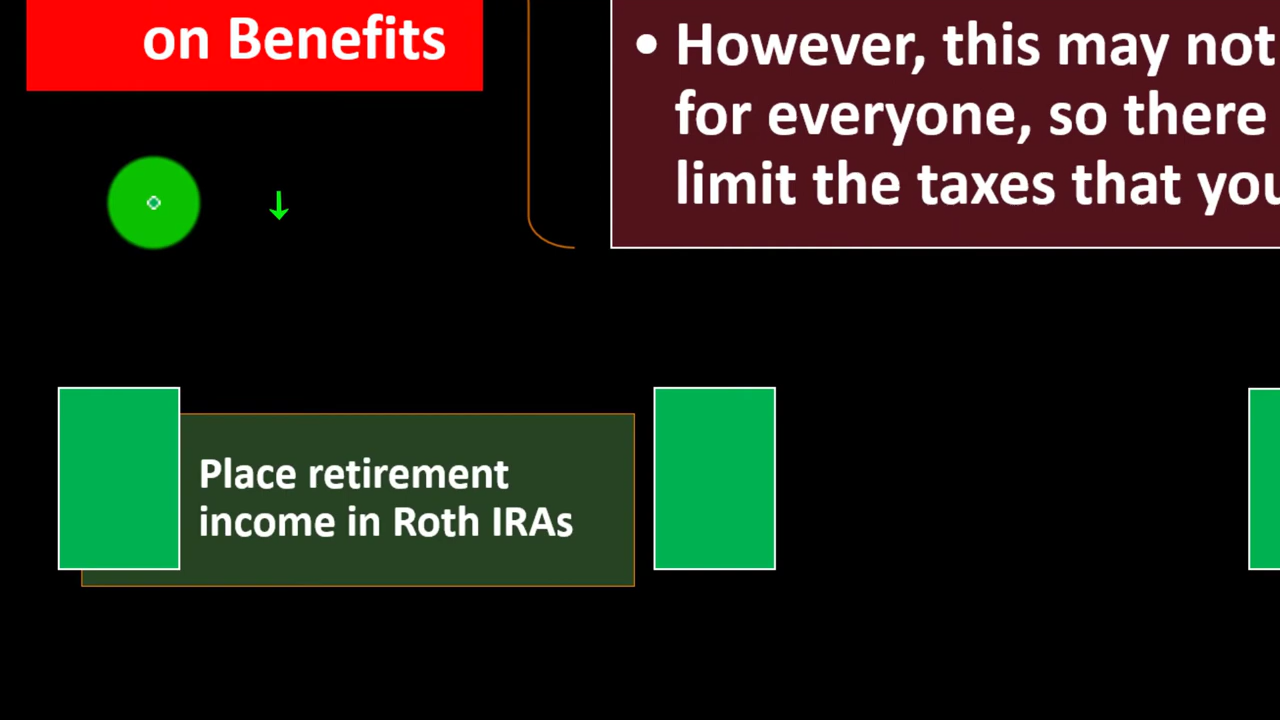 on Benefits
• However, this may not
for everyone, so there
limit the taxes that you
Place retirement
income in Roth IRAs